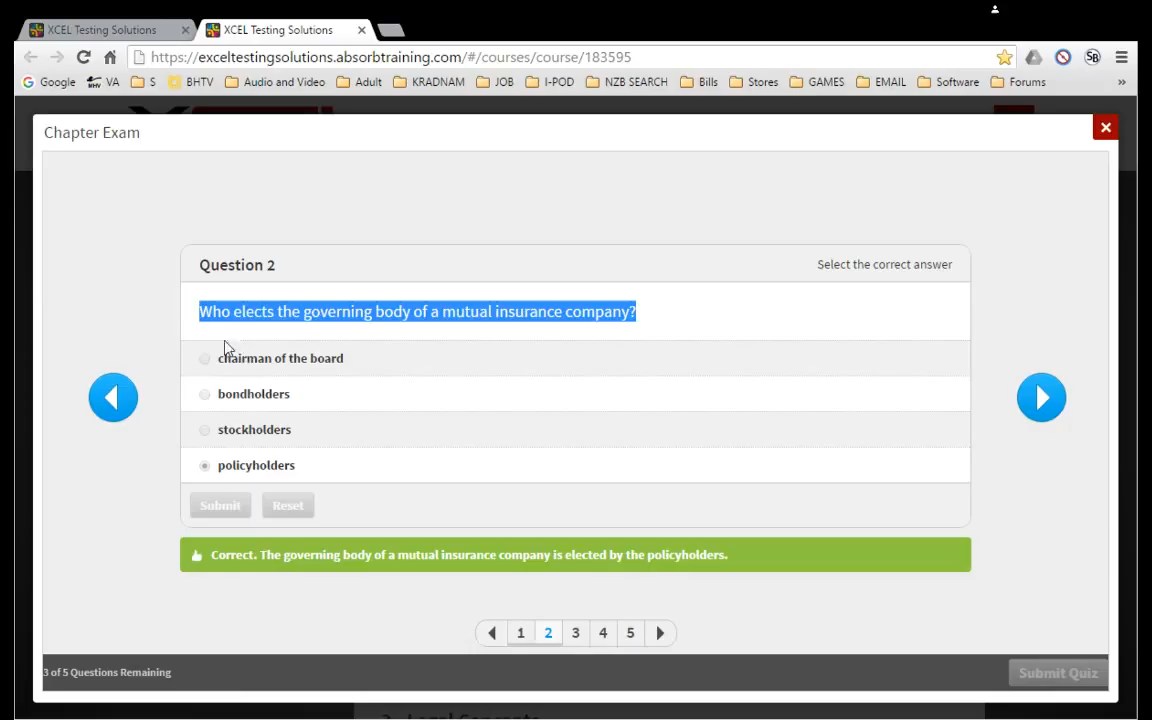 XCEL Testing Solutions
XCEL Testing Solutions
https://exceltestingsolutions.absorbtraining.com/#/courses/course/183595
SB
Google VA S BHTV Audio and Video Adult KRADNAM JOB I-POD NZB SEARCH Bills Stores GAMES EMAIL Software Forums »
Chapter Exam
Question 2
Select the correct answer
Who elects the governing body of a mutual insurance company?
chairman of the board
bondholders
stockholders
policyholders
Submit Reset
Correct. The governing body of a mutual insurance company is elected by the policyholders.
1 2 3 4 5
3 of 5 Questions Remaining
Submit Quiz